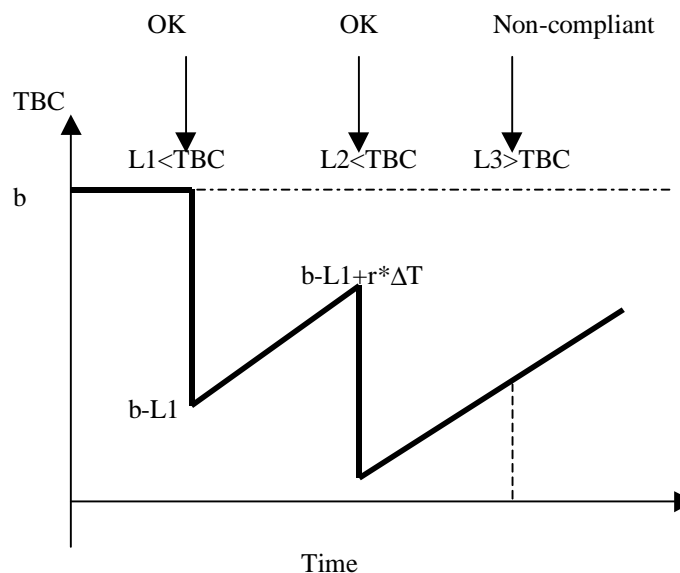 OK OK Non-compliant
TBC
L1<TBC L2<TBC L3>TBC
b
b-L1+r*ΔT
b-L1
Time